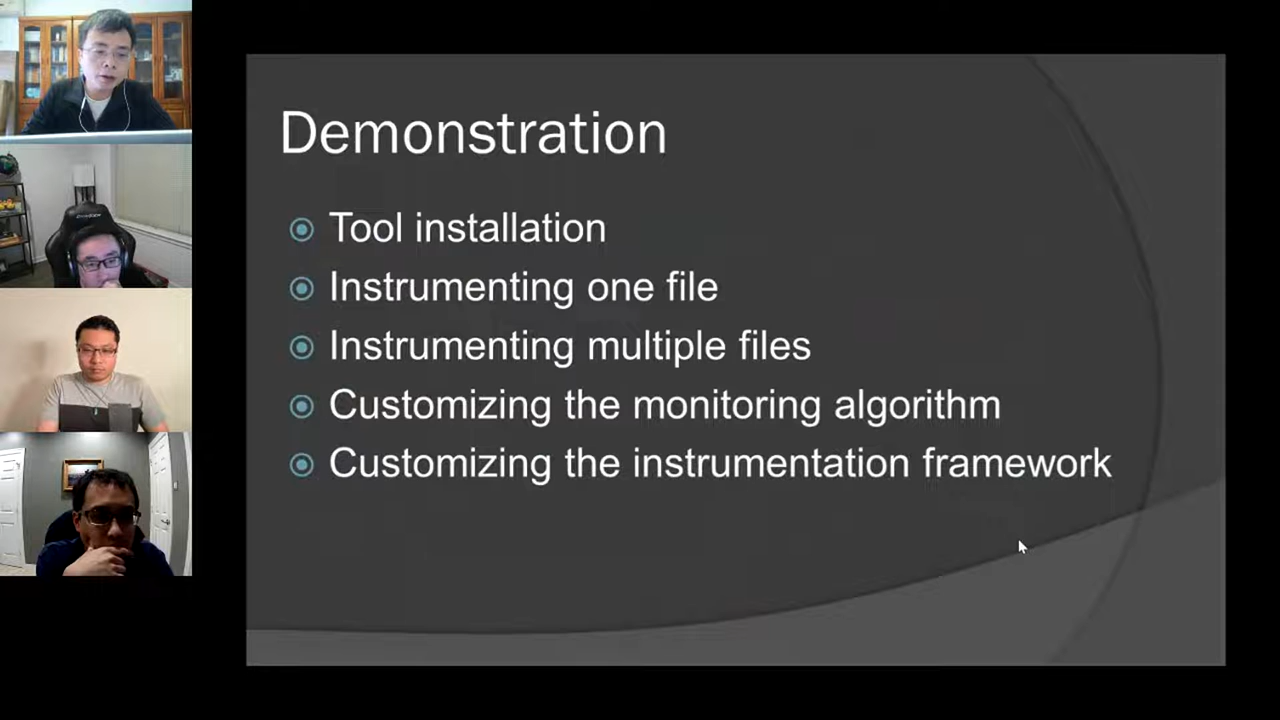 Demonstration
Tool installation
Instrumenting one file
Instrumenting multiple files
Customizing the monitoring algorithm
Customizing the instrumentation framework